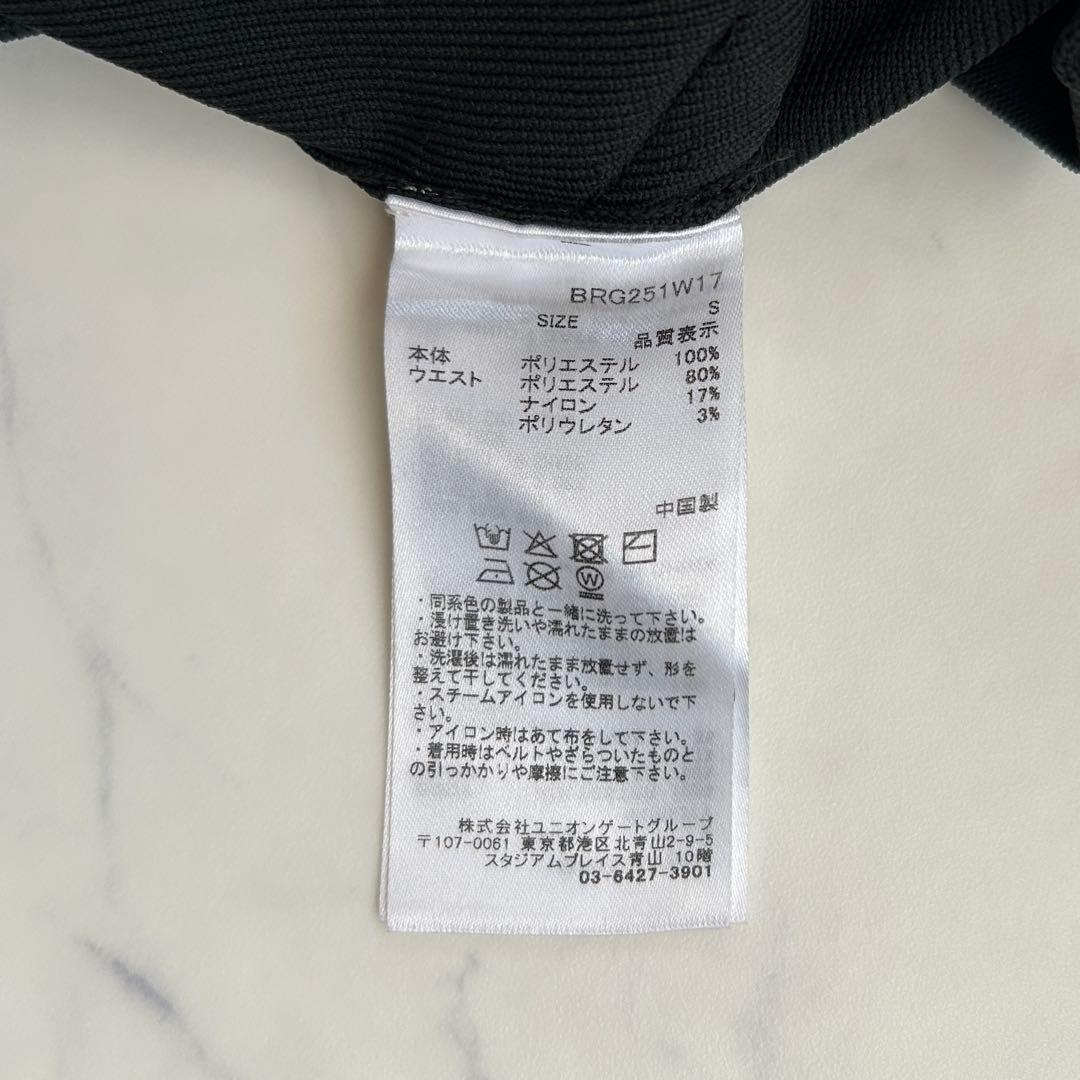 BRG251W17
SIZE S
品質表示
本体 ポリエステル 100%
ウエスト ポリエステル 80%
ナイロン 17%
ポリウレタン 3%
中国製
W
・同系色の製品と一緒に洗って下さい。
・浸け置き洗いや濡れたままの放置は
お避け下さい。
・洗濯後は濡れたまま放置せず、形を
整えて干してください。
・スチームアイロンを使用しないで下
さい。
・アイロン時はあて布をして下さい。
・着用時はベルトやざらついたものと
の引っかかりや摩擦にご注意下さい。
株式会社ユニオンゲートグループ
〒107-0061 東京都港区北青山2-9-5
スタジアムプレイス青山 10階
03-6427-3901